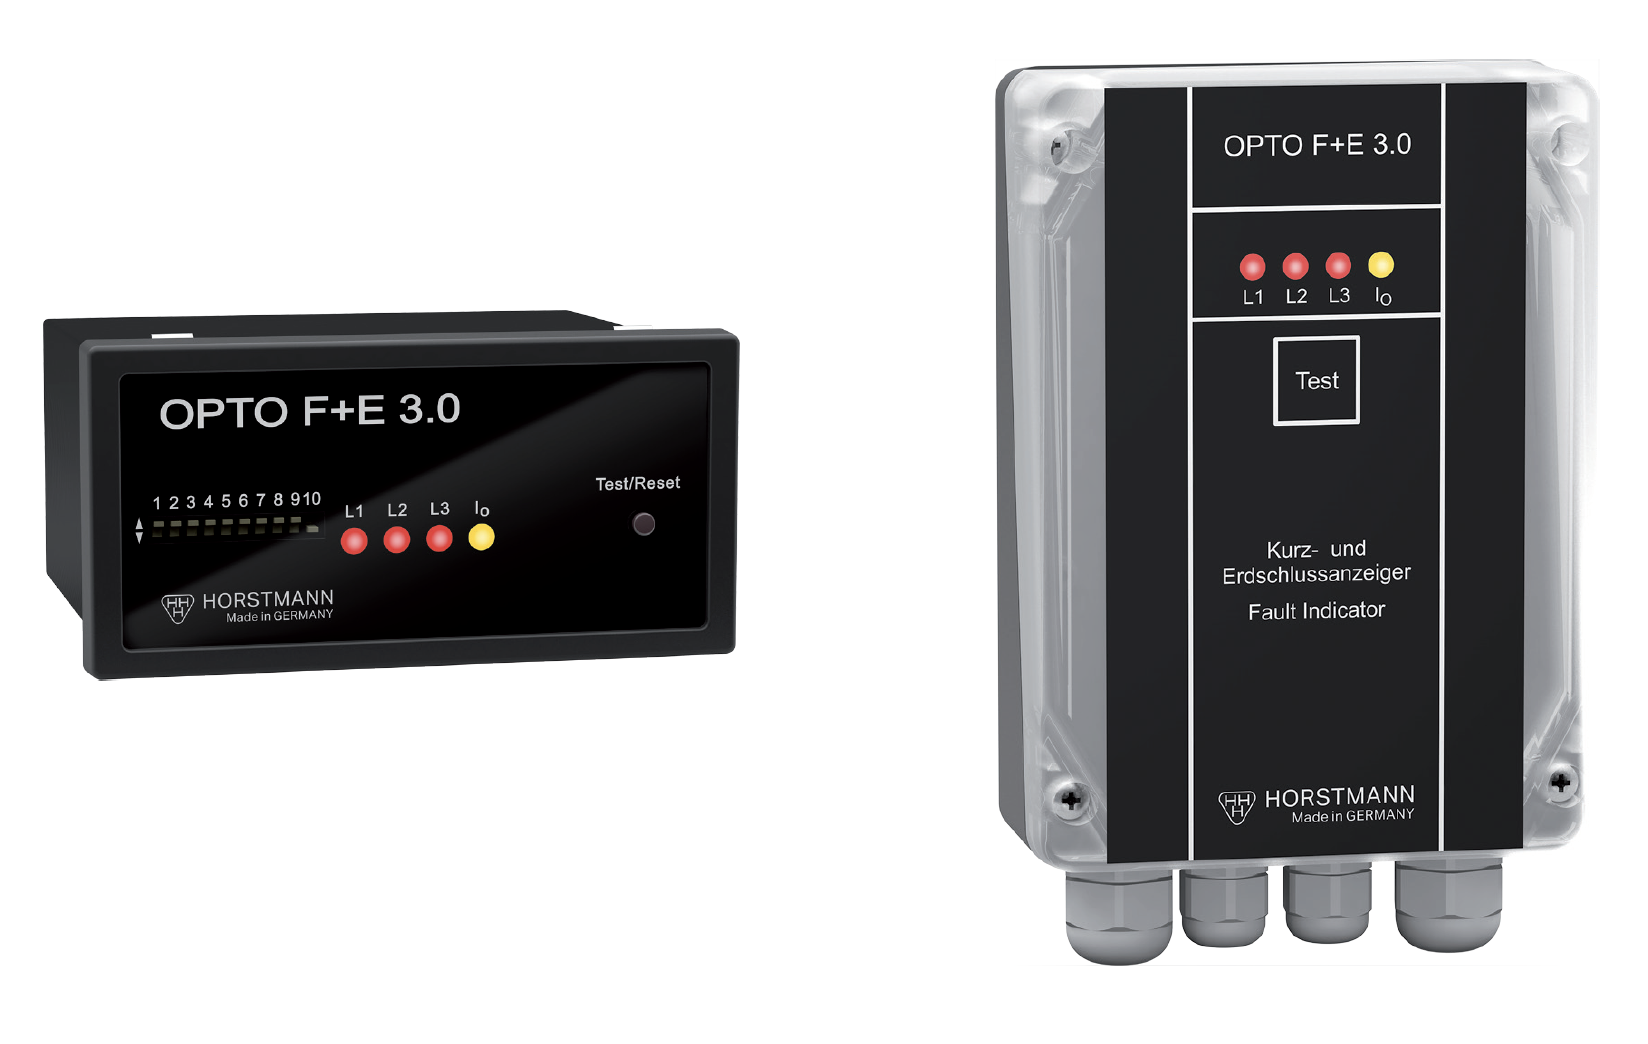 OPTO F+E 3.0
1 2 3 4 5 6 7 8 9 10
L1 L2 L3 IO
Test/Reset
HHH HORSTMANN
Made in GERMANY
OPTO F+E 3.0
L1 L2 L3 IO
Test
Kurz- und
Erdschlussanzeiger
Fault Indicator
HHH HORSTMANN
Made in GERMANY